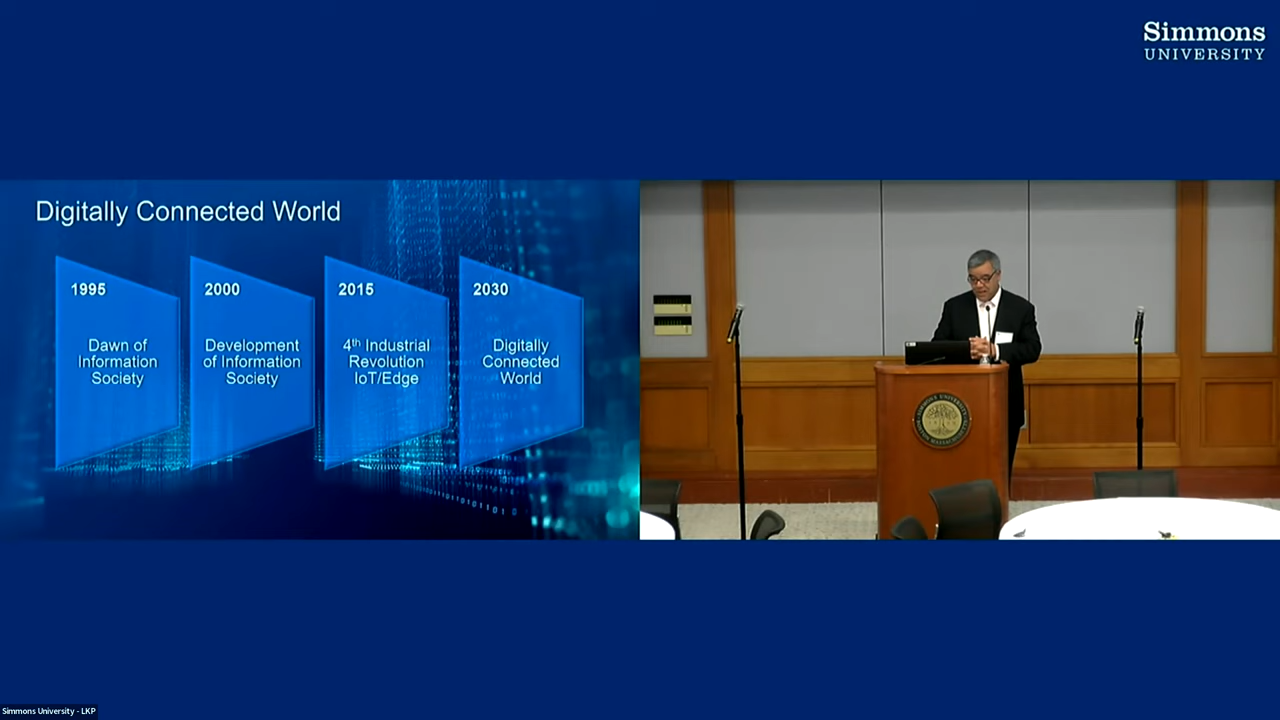 Simmons
UNIVERSITY
Digitally Connected World
1995
Dawn of
Information
Society
2000
Development
of Information
Society
2015
4th Industrial
Revolution
IoT/Edge
2030
Digitally
Connected
World
Simmons University - LKP